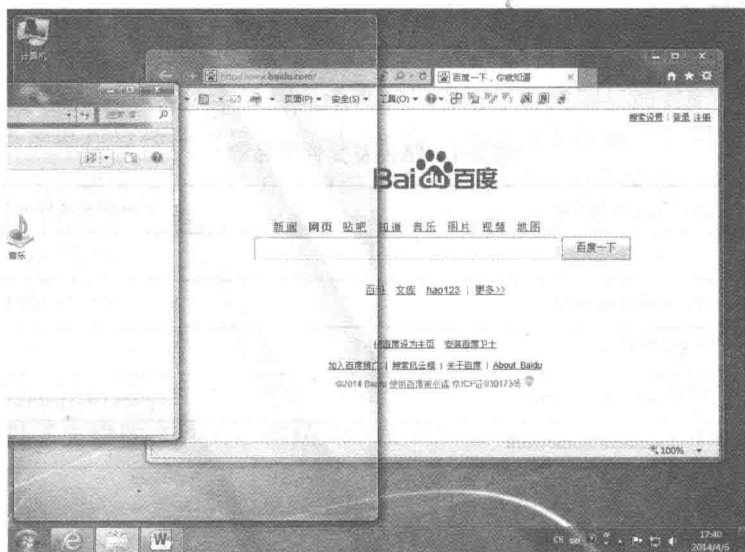 计算机
http://www.baidu.com/
百度一下，你就知道
页面(P) 安全(S) 工具(O)
搜索设置 | 登录 注册
Bai du 百度
音乐
新闻 网页 贴吧 知道 音乐 图片 视频 地图
百度一下
百科 文库 hao123 | 更多>>
把百度设为主页 安装百度卫士
加入百度推广 | 搜索风云榜 | 关于百度 | About Baidu
©2014 Baidu 使用百度前必读 京ICP证030173号
100%
W
CH
17:40
2014/4/6